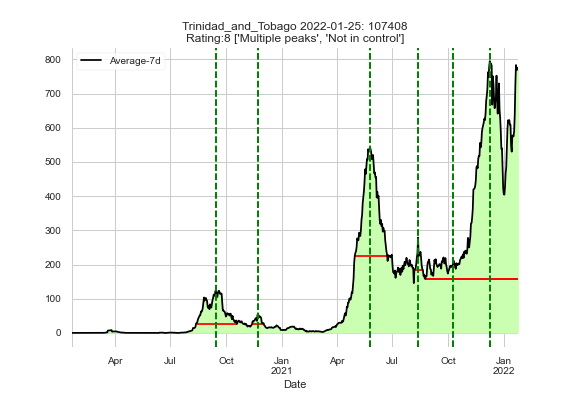 Trinidad_and_Tobago 2022-01-25: 107408
Rating:8 ['Multiple peaks', 'Not in control']
Average-7d
800
700
600
500
400
300
200
100
0
Apr Jul Oct Jan Apr Jul Oct Jan
2021 2022
Date